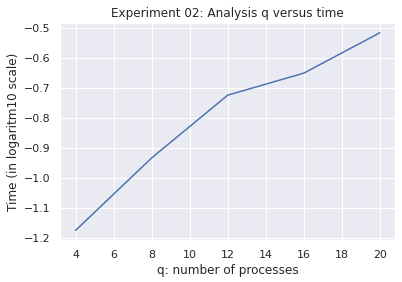 Experiment 02: Analysis q versus time
Time (in logaritm10 scale)
−0.5
−0.6
−0.7
−0.8
−0.9
−1.0
−1.1
−1.2
4 6 8 10 12 14 16 18 20
q: number of processes